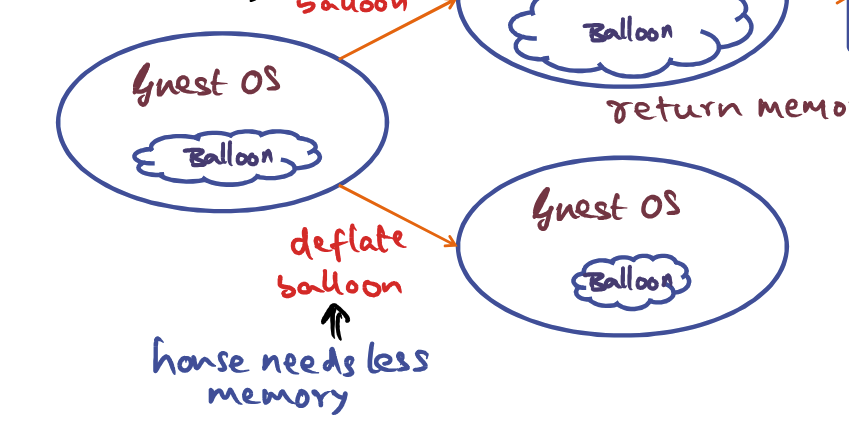 balloon
Balloon
Guest OS
return memo
Balloon
Guest OS
deflate
balloon
Balloon
house needs less
memory